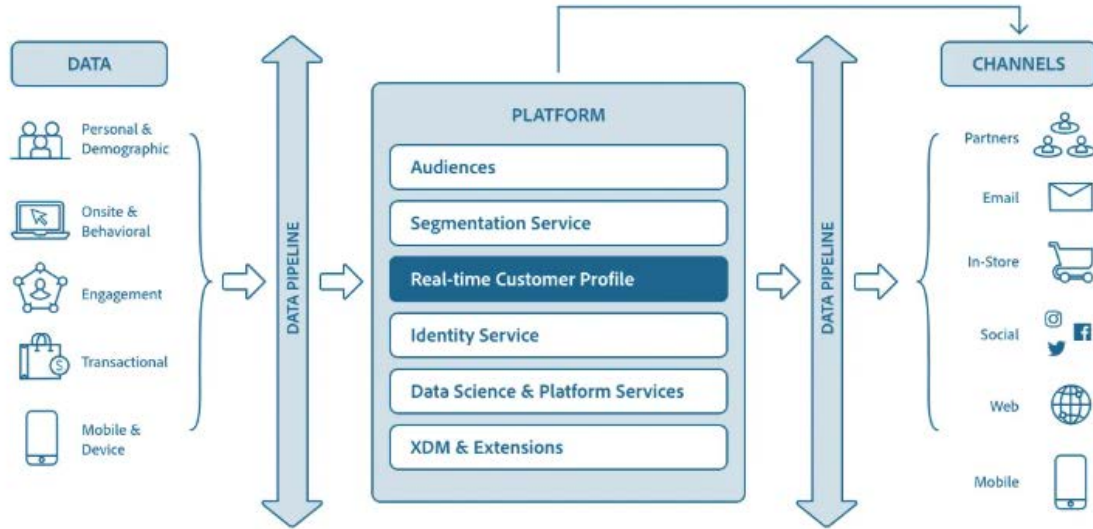 DATA
Personal &
Demographic
Onsite &
Behavioral
Engagement
Transactional
Mobile &
Device
DATA PIPELINE
PLATFORM
Audiences
Segmentation Service
Real-time Customer Profile
Identity Service
Data Science & Platform Services
XDM & Extensions
DATA PIPELINE
CHANNELS
Partners
Email
In-Store
Social
Web
Mobile